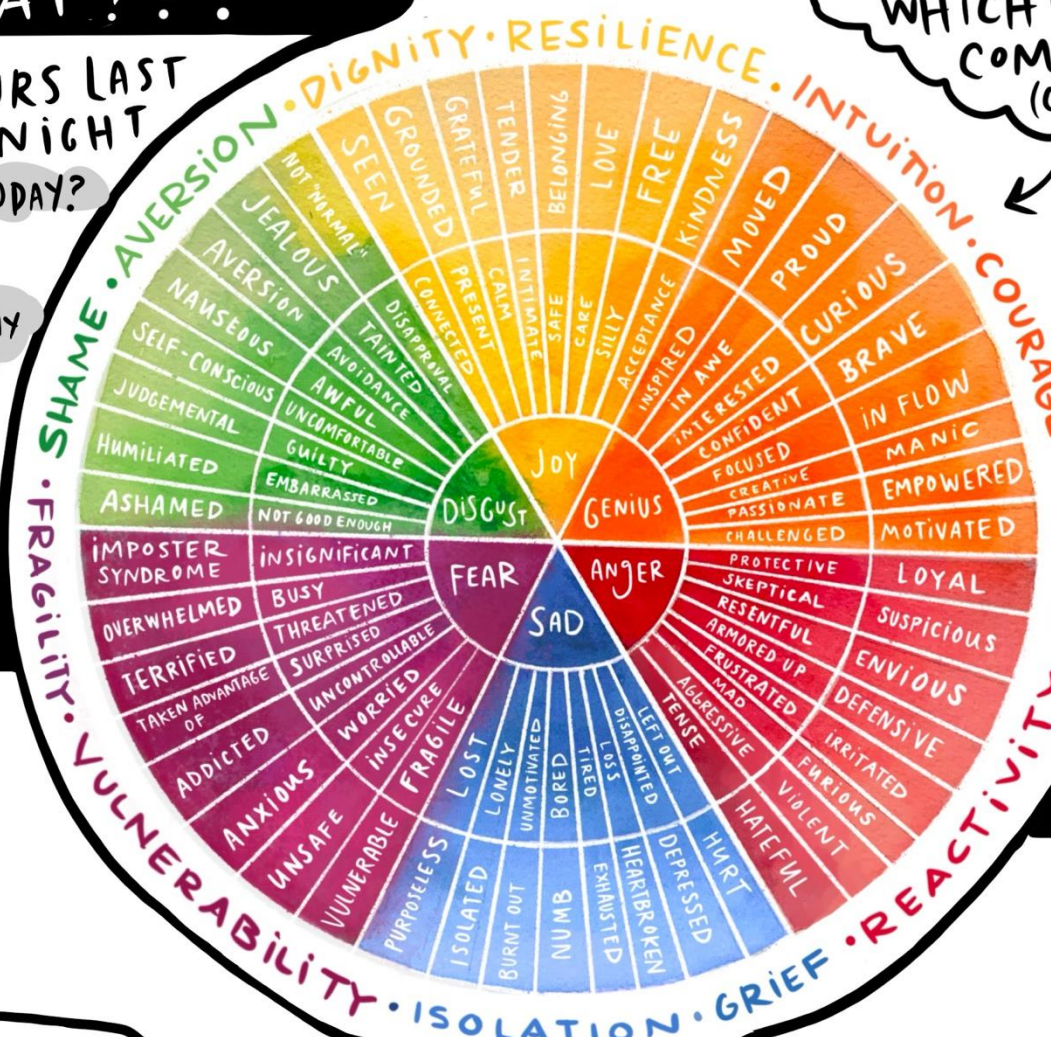 LAST
NIGHT
WHICH
DIGNITY • RESILIENCE • INTUITION • COURAGE
REACTIVITY • GRIEF • ISOLATION • VULNERABILITY • FRAGILITY • SHAME • AVERSION
JOY
GENIUS
ANGER
SAD
FEAR
DISGUST
CONNECTED
PRESENT
CALM
INTIMATE
SAFE
CARE
SILLY
ACCEPTANCE
SEEN
GROUNDED
GRATEFUL
TENDER
BELONGING
LOVE
FREE
KINDNESS
INSPIRED
IN AWE
INTERESTED
CONFIDENT
FOCUSED
CREATIVE
PASSIONATE
CHALLENGED
MOVED
PROUD
CURIOUS
BRAVE
IN FLOW
MANIC
EMPOWERED
MOTIVATED
PROTECTIVE
SKEPTICAL
RESENTFUL
ARMORED-UP
FRUSTRATED
MAD
AGGRESSIVE
TENSE
LOYAL
SUSPICIOUS
ENVIOUS
DEFENSIVE
IRRITATED
FURIOUS
VIOLENT
HATEFUL
LEFT OUT
DISAPPOINTED
LOSS
TIRED
BORED
UNMOTIVATED
LONELY
LOST
HURT
DEPRESSED
HEARTBROKEN
EXHAUSTED
NUMB
BURNT OUT
ISOLATED
PURPOSELESS
FRAGILE
INSECURE
WORRIED
UNCONTROLLABLE
SURPRISED
THREATENED
BUSY
INSIGNIFICANT
VULNERABLE
UNSAFE
ANXIOUS
ADDICTED
TAKEN ADVANTAGE
OF
TERRIFIED
OVERWHELMED
IMPOSTER
SYNDROME
NOT GOOD ENOUGH
EMBARRASSED
GUILTY
UNCOMFORTABLE
AWFUL
AVOIDANCE
TAINTED
DISAPPROVAL
ASHAMED
HUMILIATED
JUDGEMENTAL
SELF-CONSCIOUS
NAUSEOUS
AVERSION
JEALOUS
NOT "NORMAL"